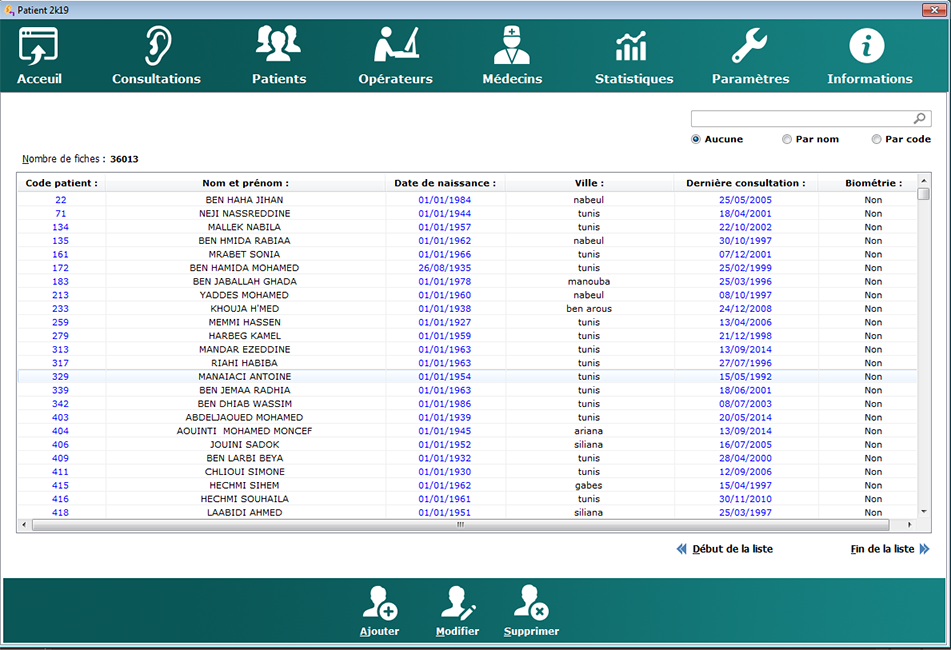 Patient 2k19
Acceuil Consultations Patients Opérateurs Médecins Statistiques Paramètres Informations
Aucune Par nom Par code
Nombre de fiches : 36013
Code patient : Nom et prénom : Date de naissance : Ville : Dernière consultation : Biométrie :
22 BEN HAHA JIHAN 01/01/1984 nabeul 25/05/2005 Non
71 NEJI NASSREDDINE 01/01/1944 tunis 18/04/2001 Non
134 MALLEK NABILA 01/01/1957 tunis 22/10/2002 Non
135 BEN HMIDA RABIAA 01/01/1962 nabeul 30/10/1997 Non
161 MRABET SONIA 01/01/1966 tunis 07/12/2001 Non
172 BEN HAMIDA MOHAMED 26/08/1935 tunis 25/02/1999 Non
183 BEN JABALLAH GHADA 01/01/1978 manouba 25/03/1996 Non
213 YADDES MOHAMED 01/01/1960 nabeul 08/10/1997 Non
233 KHOUJA H'MED 01/01/1938 ben arous 24/12/2008 Non
259 MEMMI HASSEN 01/01/1927 tunis 13/04/2006 Non
279 HARBEG KAMEL 01/01/1959 tunis 21/12/1998 Non
313 MANDAR EZEDDINE 01/01/1963 tunis 13/09/2014 Non
317 RIAHI HABIBA 01/01/1963 tunis 27/07/1996 Non
329 MANAIACI ANTOINE 01/01/1954 tunis 15/05/1992 Non
339 BEN JEMAA RADHIA 01/01/1963 tunis 18/06/2001 Non
342 BEN DHIAB WASSIM 01/01/1986 tunis 08/07/2003 Non
403 ABDELJAOUED MOHAMED 01/01/1939 tunis 20/05/2014 Non
404 AOUINTI MOHAMED MONCEF 01/01/1945 ariana 13/09/2014 Non
406 JOUINI SADOK 01/01/1952 siliana 16/07/2005 Non
409 BEN LARBI BEYA 01/01/1932 tunis 28/04/2000 Non
411 CHLIOUI SIMONE 01/01/1930 tunis 12/09/2006 Non
415 HECHMI SIHEM 01/01/1962 gabes 15/04/1997 Non
416 HECHMI SOUHAILA 01/01/1961 tunis 30/11/2010 Non
418 LAABIDI AHMED 01/01/1951 siliana 25/03/1997 Non
Début de la liste Fin de la liste
Ajouter Modifier Supprimer